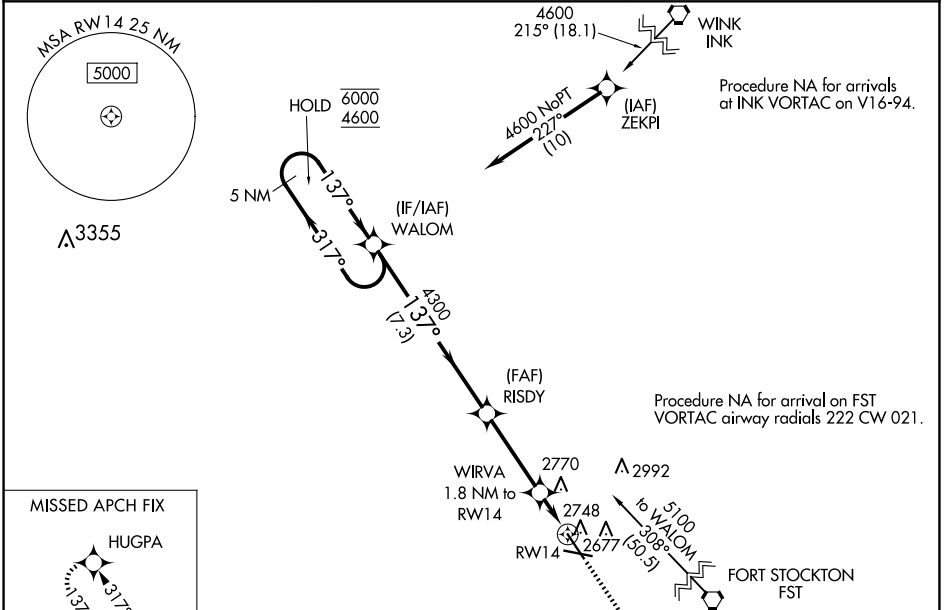 MSA RW14 25 NM
5000
3355
4600
215° (18.1)
WINK
INK
Procedure NA for arrivals
at INK VORTAC on V16-94.
(IAF)
ZEKPI
4600 NoPT
227°
(10)
HOLD
6000
4600
5 NM
137°
317°
(IF/IAF)
WALOM
4300
137°
(7.3)
(FAF)
RISDY
Procedure NA for arrival on FST
VORTAC airway radials 222 CW 021.
WIRVA
1.8 NM to
RW14
2770
2992
2748
2677
RW14
5100
to WALOM
308°
(50.5)
FORT STOCKTON
FST
MISSED APCH FIX
HUGPA
137
317°